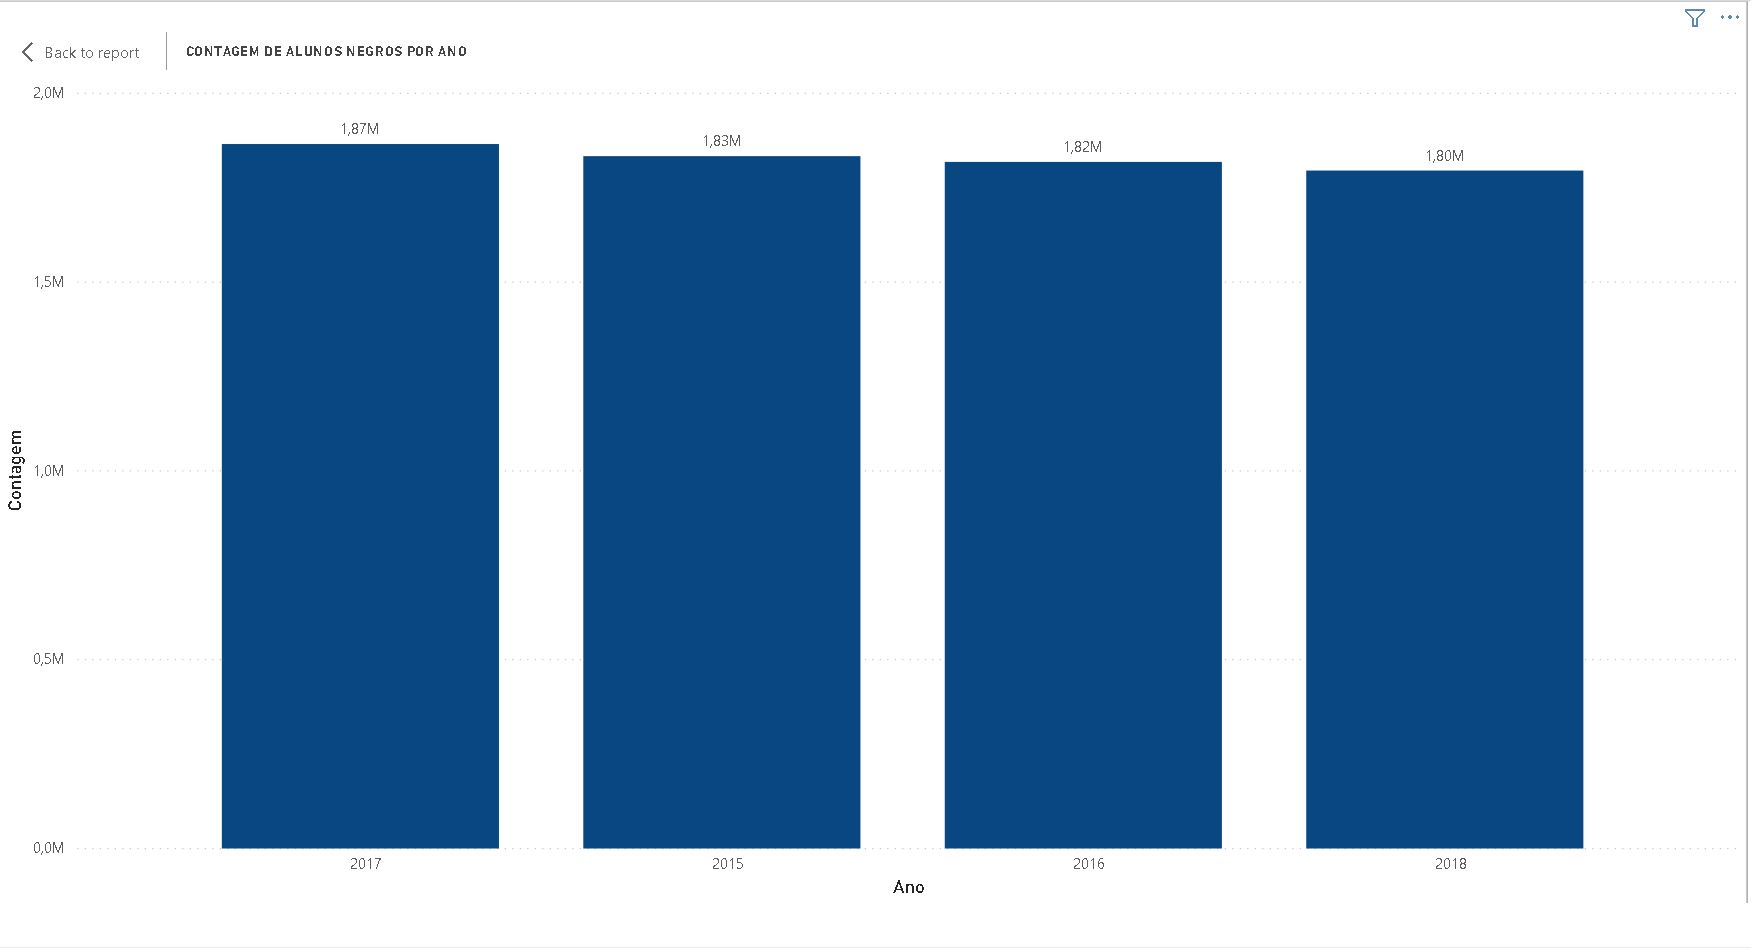 Back to report
CONTAGEM DE ALUNOS NEGROS POR ANO
2,0M
1,5M
1,0M
0,5M
0,0M
Contagem
1,87M
1,83M
1,82M
1,80M
2017
2015
2016
2018
Ano